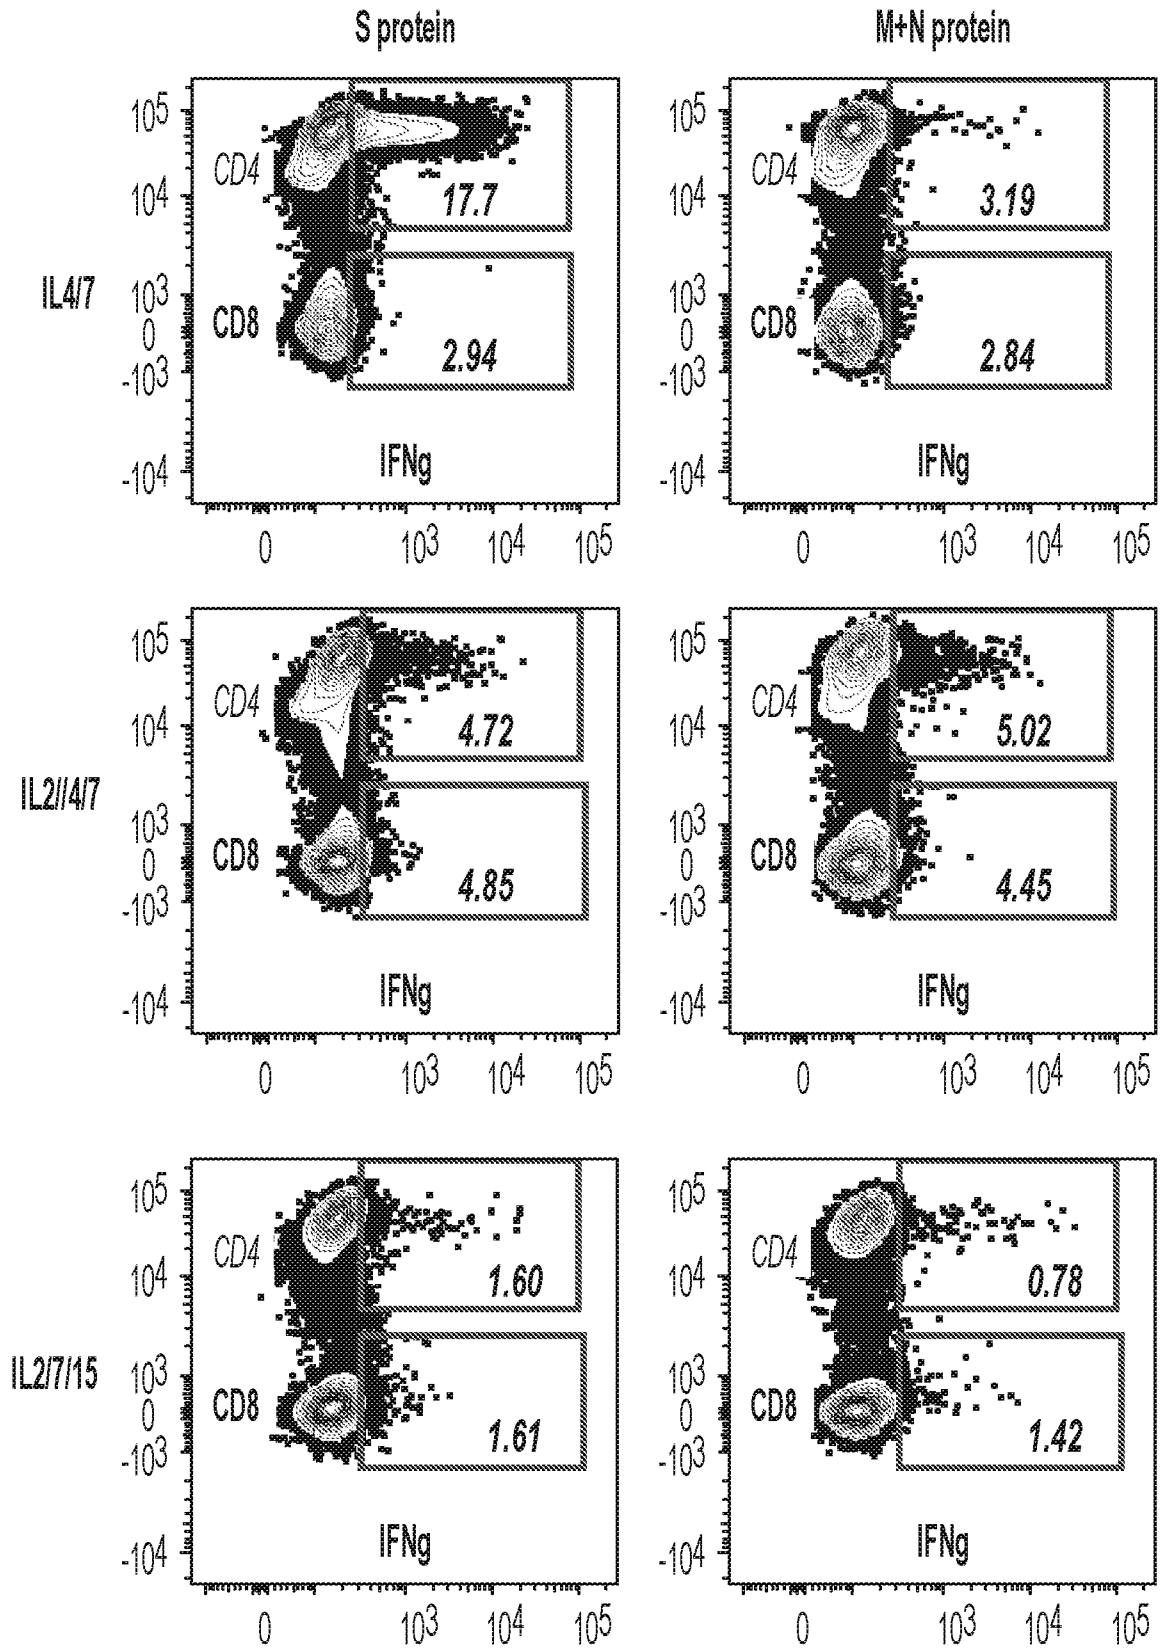 S protein M+N protein
10⁵ 10⁵
CD4 CD4
10⁴ 17.7 10⁴ 3.19
IL4/7
10³ 10³
0 CD8 0 CD8
-10³ 2.94 -10³ 2.84
IFNg IFNg
-10⁴ -10⁴
0 10³ 10⁴ 10⁵ 0 10³ 10⁴ 10⁵
10⁵ 10⁵
CD4 CD4
10⁴ 4.72 10⁴ 5.02
IL2//4/7
10³ 10³
0 CD8 0 CD8
-10³ 4.85 -10³ 4.45
IFNg IFNg
-10⁴ -10⁴
0 10³ 10⁴ 10⁵ 0 10³ 10⁴ 10⁵
10⁵ 10⁵
CD4 CD4
10⁴ 1.60 10⁴ 0.78
IL2/7/15
10³ 10³
0 CD8 0 CD8
-10³ 1.61 -10³ 1.42
IFNg IFNg
-10⁴ -10⁴
0 10³ 10⁴ 10⁵ 0 10³ 10⁴ 10⁵